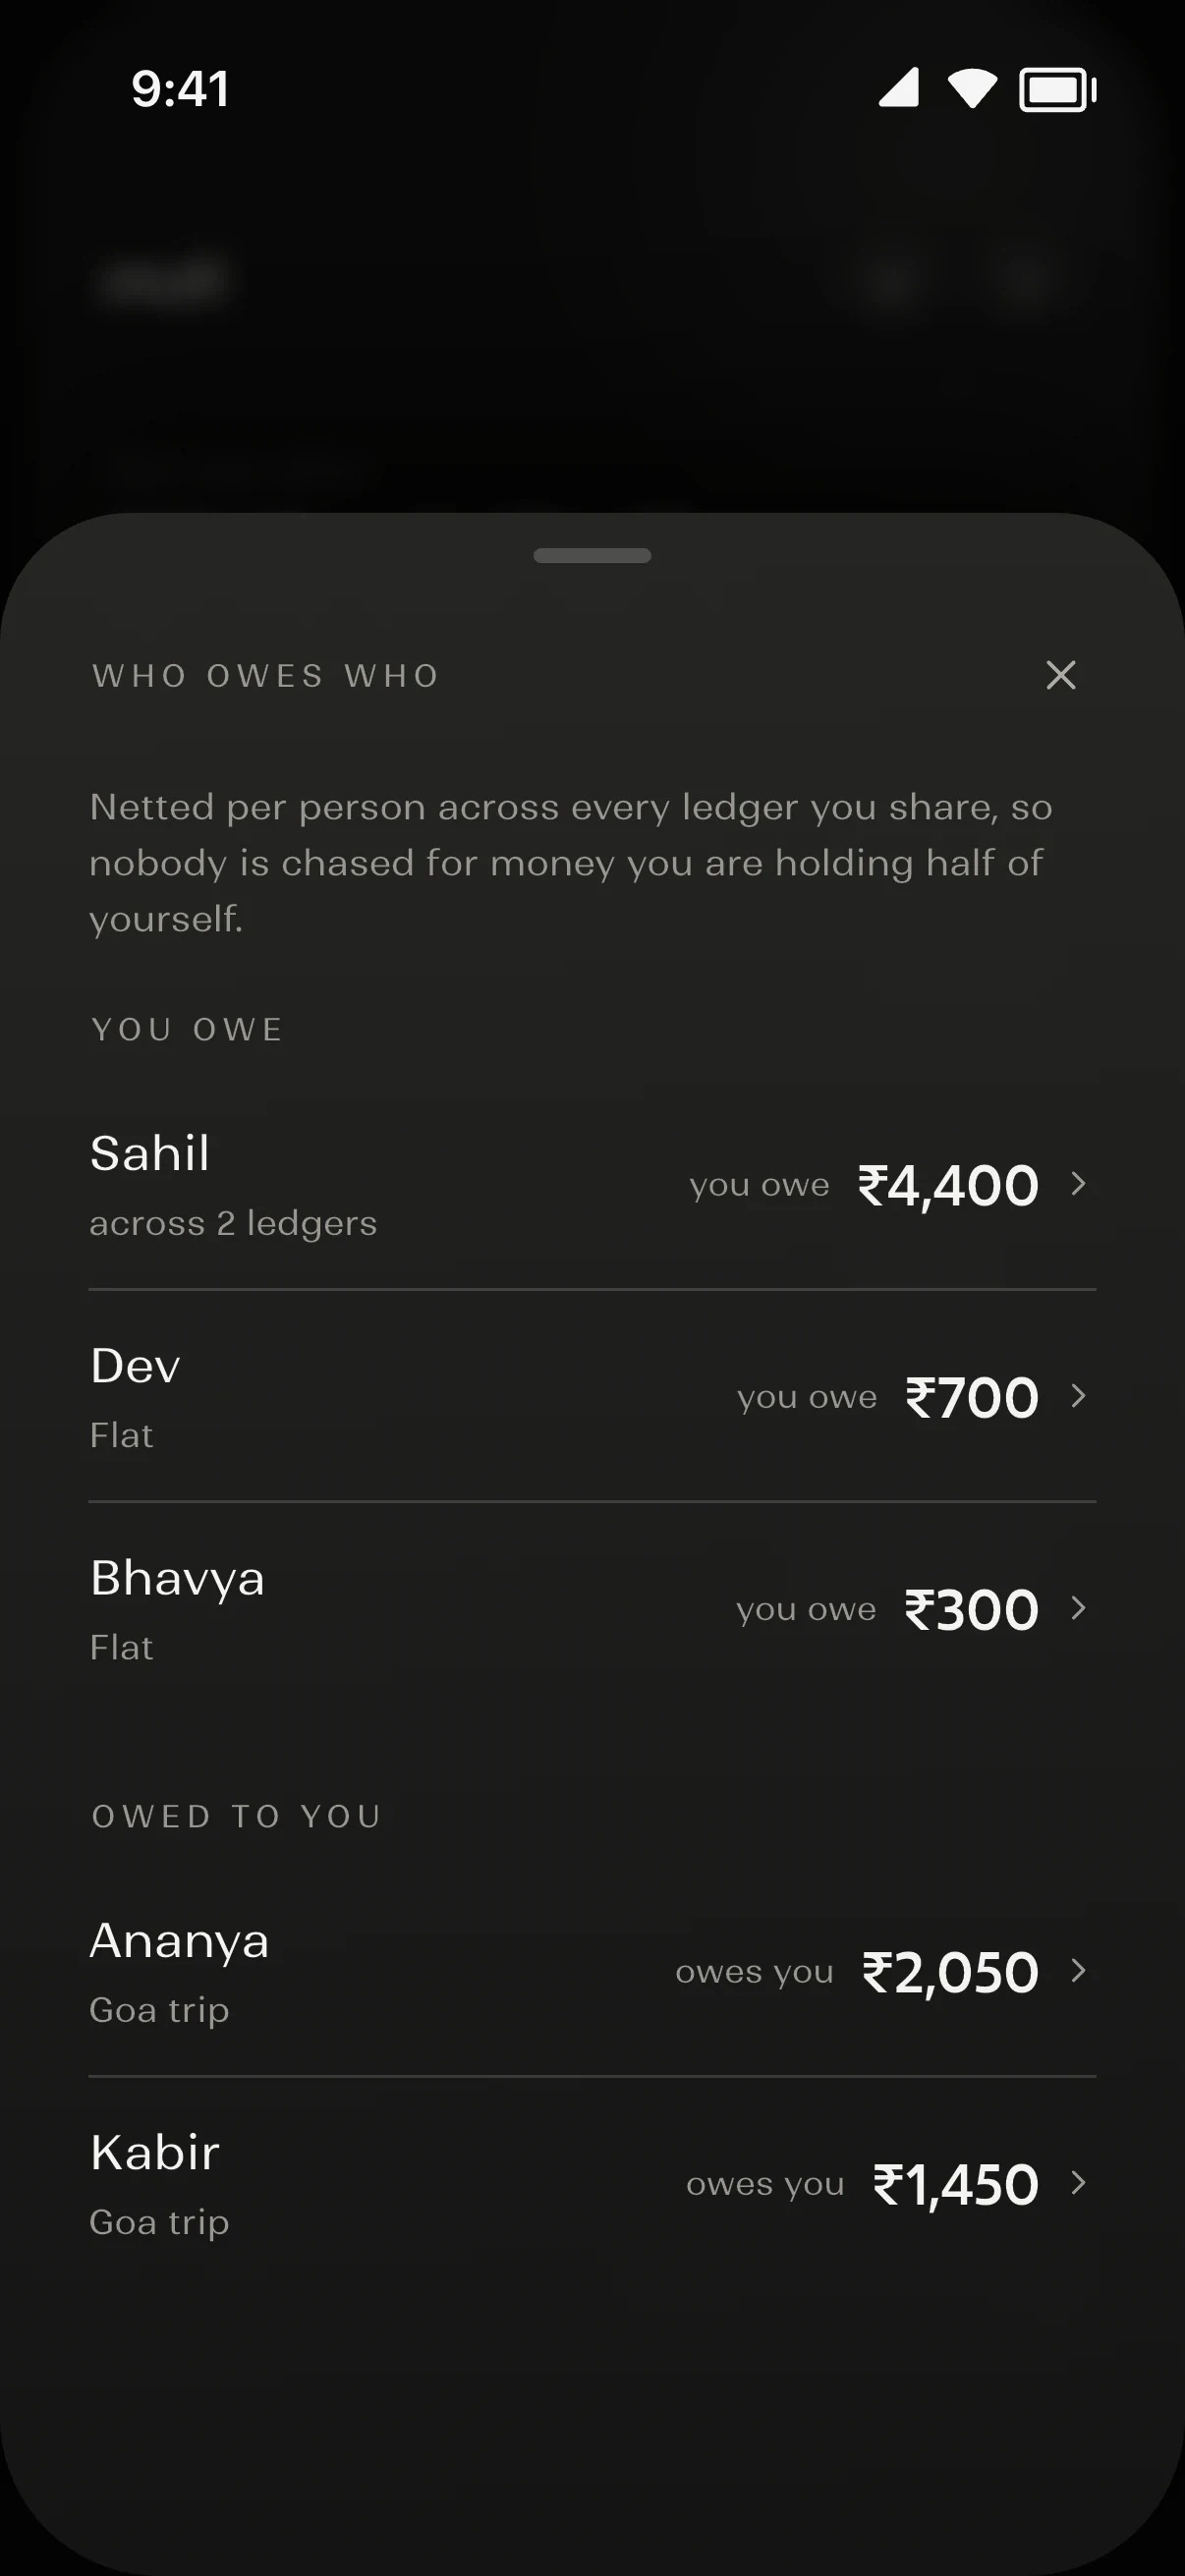 9:41
WHO OWES WHO
Netted per person across every ledger you share, so
nobody is chased for money you are holding half of
yourself.
YOU OWE
Sahil
across 2 ledgers
you owe ₹4,400
Dev
Flat
you owe ₹700
Bhavya
Flat
you owe ₹300
OWED TO YOU
Ananya
Goa trip
owes you ₹2,050
Kabir
Goa trip
owes you ₹1,450